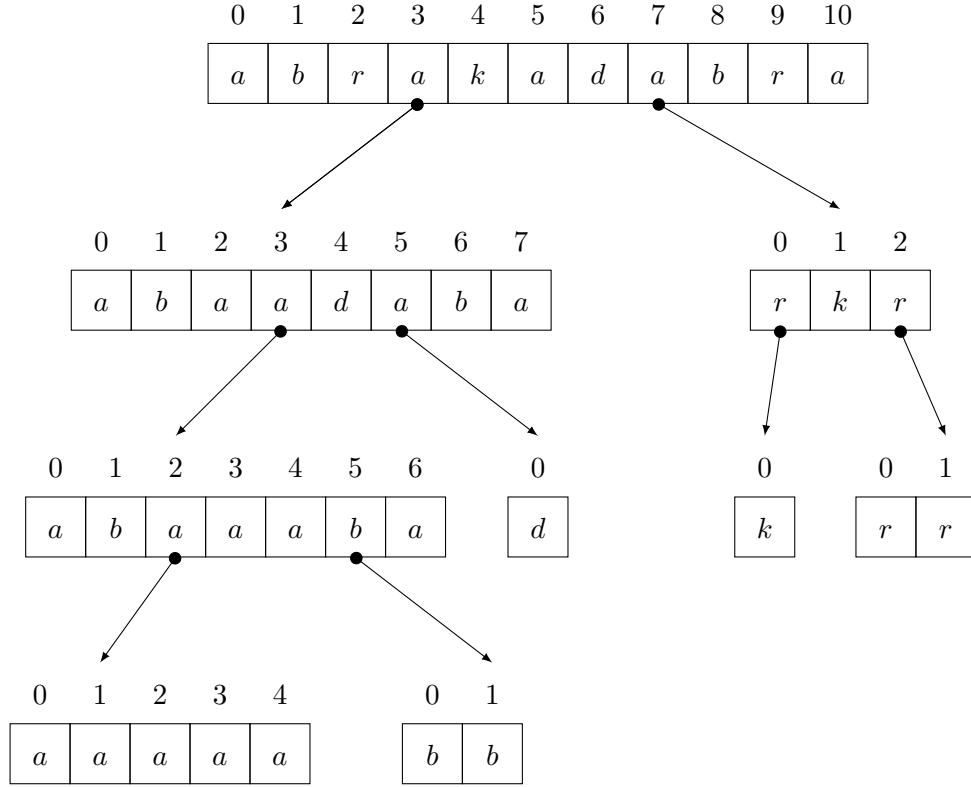 0 1 2 3 4 5 6 7 8 9 10
a b r a k a d a b r a
0 1 2 3 4 5 6 7 0 1 2
a b a a d a b a r k r
0 1 2 3 4 5 6 0 0 0 1
a b a a a b a d k r r
0 1 2 3 4 0 1
a a a a a b b